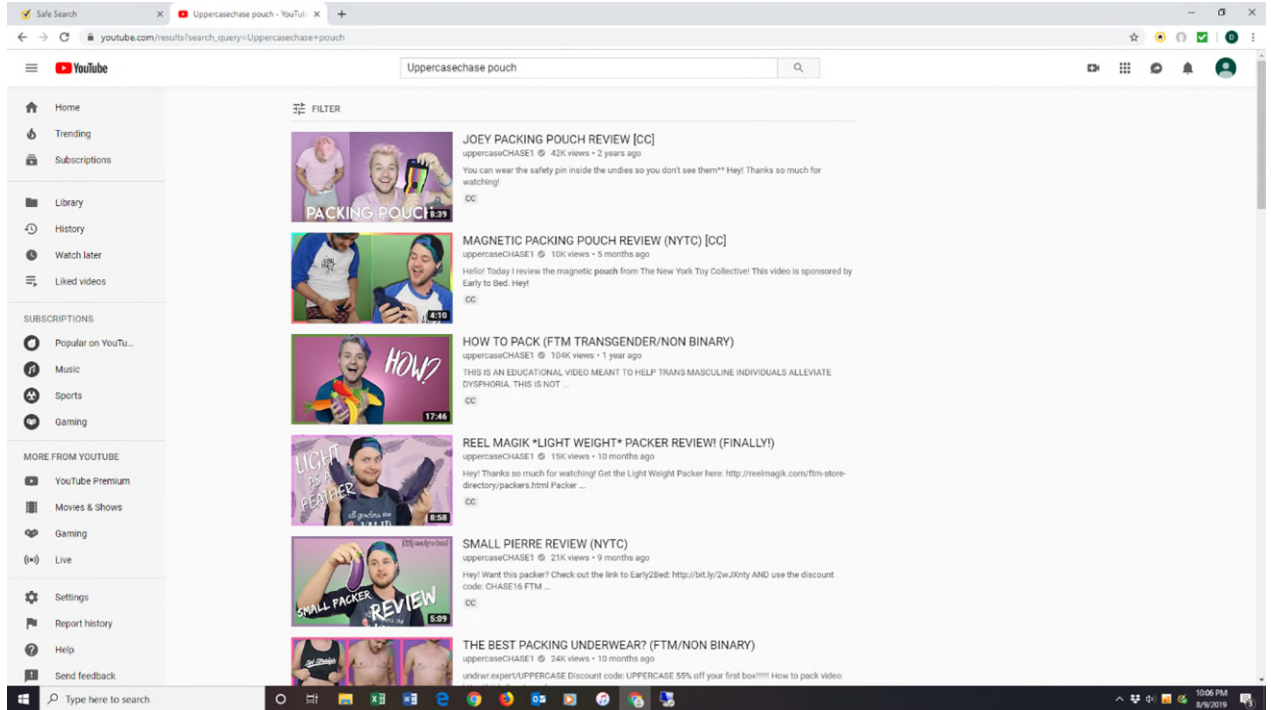 Safe Search
Uppercasechase pouch - YouTub
youtube.com/results?search_query=Uppercasechase+pouch
YouTube
Uppercasechase pouch
Home
Trending
Subscriptions
Library
History
Watch later
Liked videos
SUBSCRIPTIONS
Popular on YouTu...
Music
Sports
Gaming
MORE FROM YOUTUBE
YouTube Premium
Movies & Shows
Gaming
Live
Settings
Report history
Help
Send feedback
FILTER
PACKING POUCH
8:39
JOEY PACKING POUCH REVIEW [CC]
uppercaseCHASE1 42K views • 2 years ago
You can wear the safety pin inside the undies so you don't see them** Hey! Thanks so much for
watching!
CC
4:10
MAGNETIC PACKING POUCH REVIEW (NYTC) [CC]
uppercaseCHASE1 10K views • 5 months ago
Hello! Today I review the magnetic pouch from The New York Toy Collective! This video is sponsored by
Early to Bed. Hey!
CC
HOW?
17:46
HOW TO PACK (FTM TRANSGENDER/NON BINARY)
uppercaseCHASE1 104K views • 1 year ago
THIS IS AN EDUCATIONAL VIDEO MEANT TO HELP TRANS MASCULINE INDIVIDUALS ALLEVIATE
DYSPHORIA. THIS IS NOT ...
CC
LIGHT
AS A
FEATHER
8:58
REEL MAGIK *LIGHT WEIGHT* PACKER REVIEW! (FINALLY!)
uppercaseCHASE1 15K views • 10 months ago
Hey! Thanks so much for watching! Get the Light Weight Packer here: http://reelmagik.com/ftm-store-
directory/packers.html Packer ...
CC
SMALL PACKER
REVIEW
5:09
SMALL PIERRE REVIEW (NYTC)
uppercaseCHASE1 21K views • 9 months ago
Hey! Want this packer? Check out the link to Early2Bed: http://bit.ly/2wJXnty AND use the discount
code: CHASE16 FTM ...
CC
THE BEST PACKING UNDERWEAR? (FTM/NON BINARY)
uppercaseCHASE1 24K views • 10 months ago
undrwr.expert/UPPERCASE Discount code: UPPERCASE 55% off your first box!!!!! How to pack video:
Type here to search
10:06 PM
8/9/2019